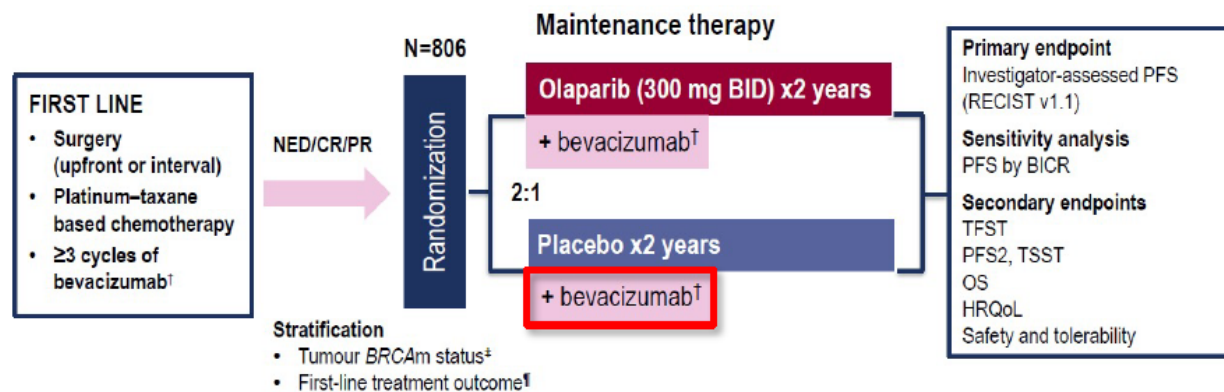 Maintenance therapy
N=806
FIRST LINE
• Surgery
(upfront or interval)
• Platinum–taxane
based chemotherapy
• ≥3 cycles of
bevacizumab†
NED/CR/PR
Randomization
2:1
Olaparib (300 mg BID) x2 years
+ bevacizumab†
Placebo x2 years
+ bevacizumab†
Stratification
• Tumour BRCAm status‡
• First-line treatment outcome¶
Primary endpoint
Investigator-assessed PFS
(RECIST v1.1)
Sensitivity analysis
PFS by BICR
Secondary endpoints
TFST
PFS2, TSST
OS
HRQoL
Safety and tolerability